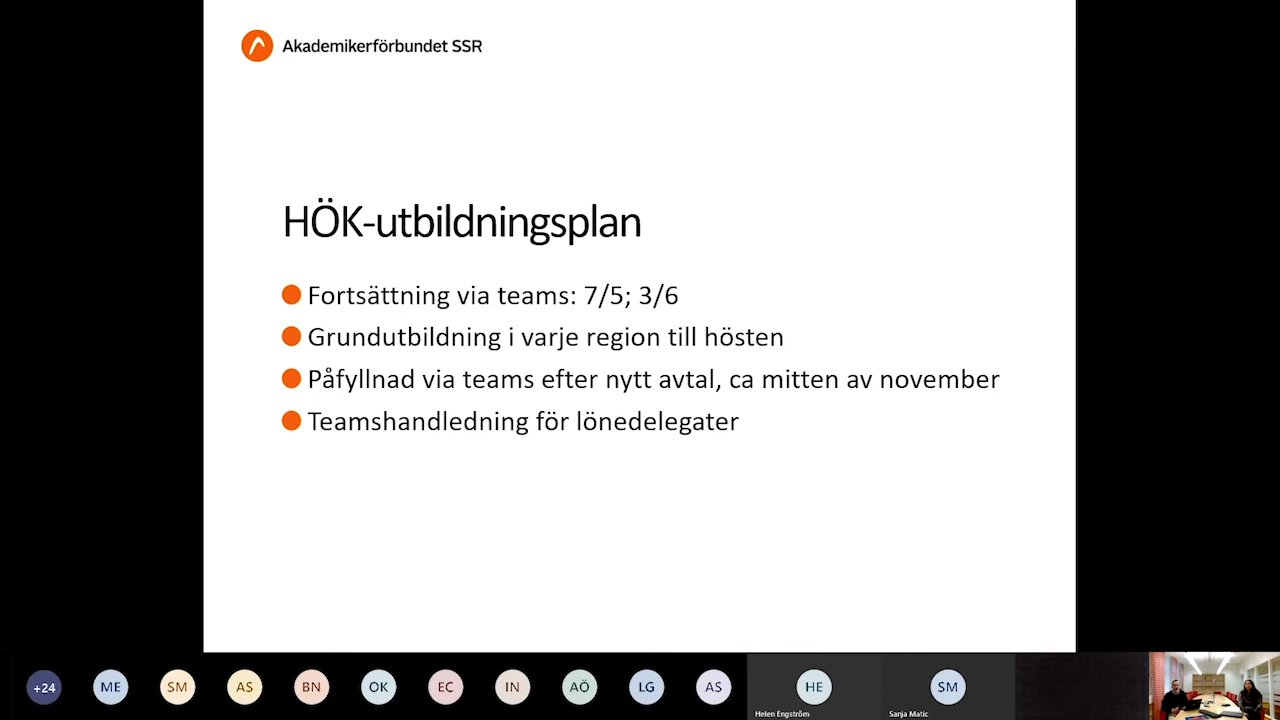 Akademikerförbundet SSR
HÖK-utbildningsplan
Fortsättning via teams: 7/5; 3/6
Grundutbildning i varje region till hösten
Påfyllnad via teams efter nytt avtal, ca mitten av november
Teamshandledning för lönedelegater
+24 ME SM AS BN OK EC IN AÖ LG AS HE SM
Helen Engström Sanja Matic